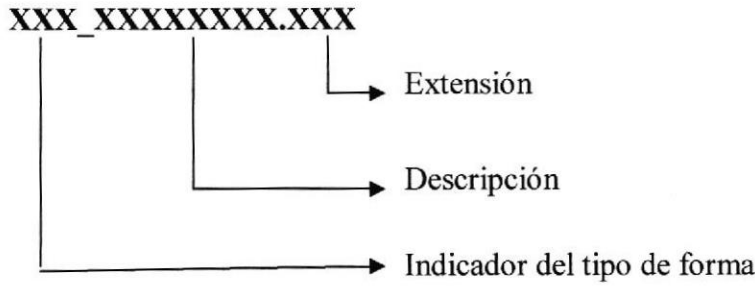 XXX_XXXXXXXX.XXX
Extensión
Descripción
Indicador del tipo de forma